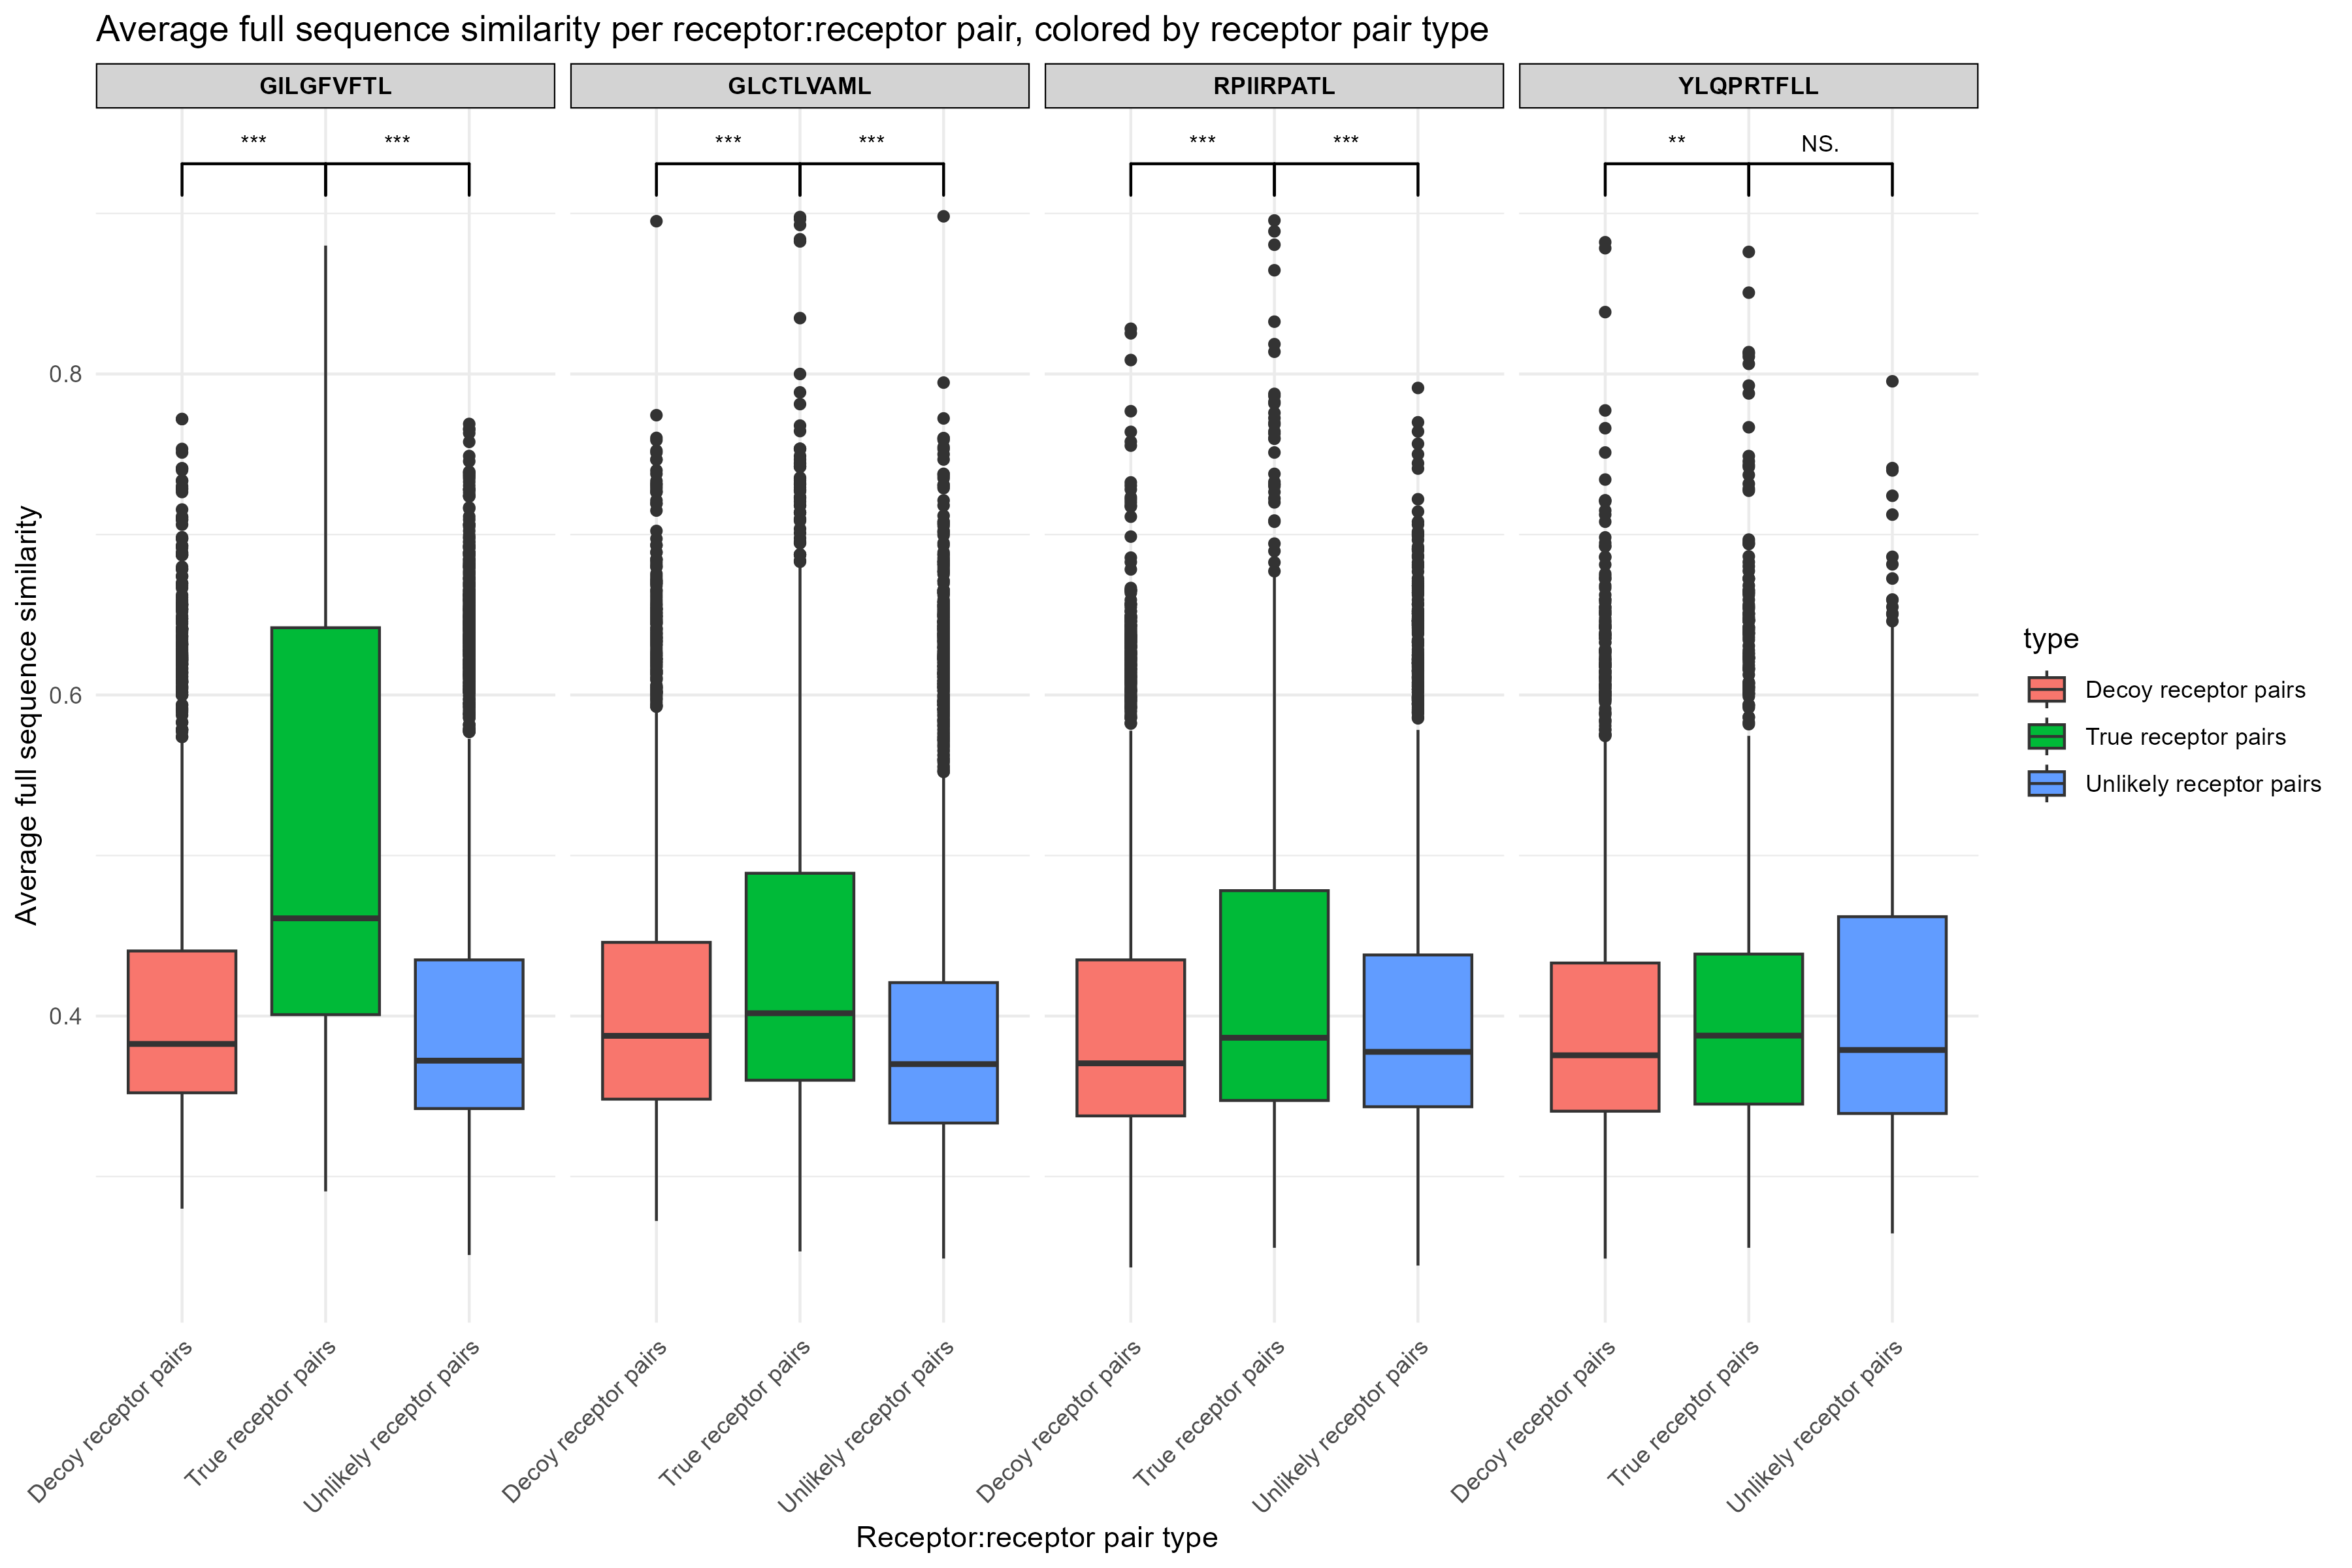 Average full sequence similarity per receptor:receptor pair, colored by receptor pair type
GILGFVFTL
GLCTLVAML
RPIIRPATL
YLQPRTFLL
*** *** *** *** *** *** ** NS.
Average full sequence similarity
0.8
0.6
0.4
type
Decoy receptor pairs
True receptor pairs
Unlikely receptor pairs
Decoy receptor pairs
True receptor pairs
Unlikely receptor pairs
Decoy receptor pairs
True receptor pairs
Unlikely receptor pairs
Decoy receptor pairs
True receptor pairs
Unlikely receptor pairs
Decoy receptor pairs
True receptor pairs
Unlikely receptor pairs
Receptor:receptor pair type